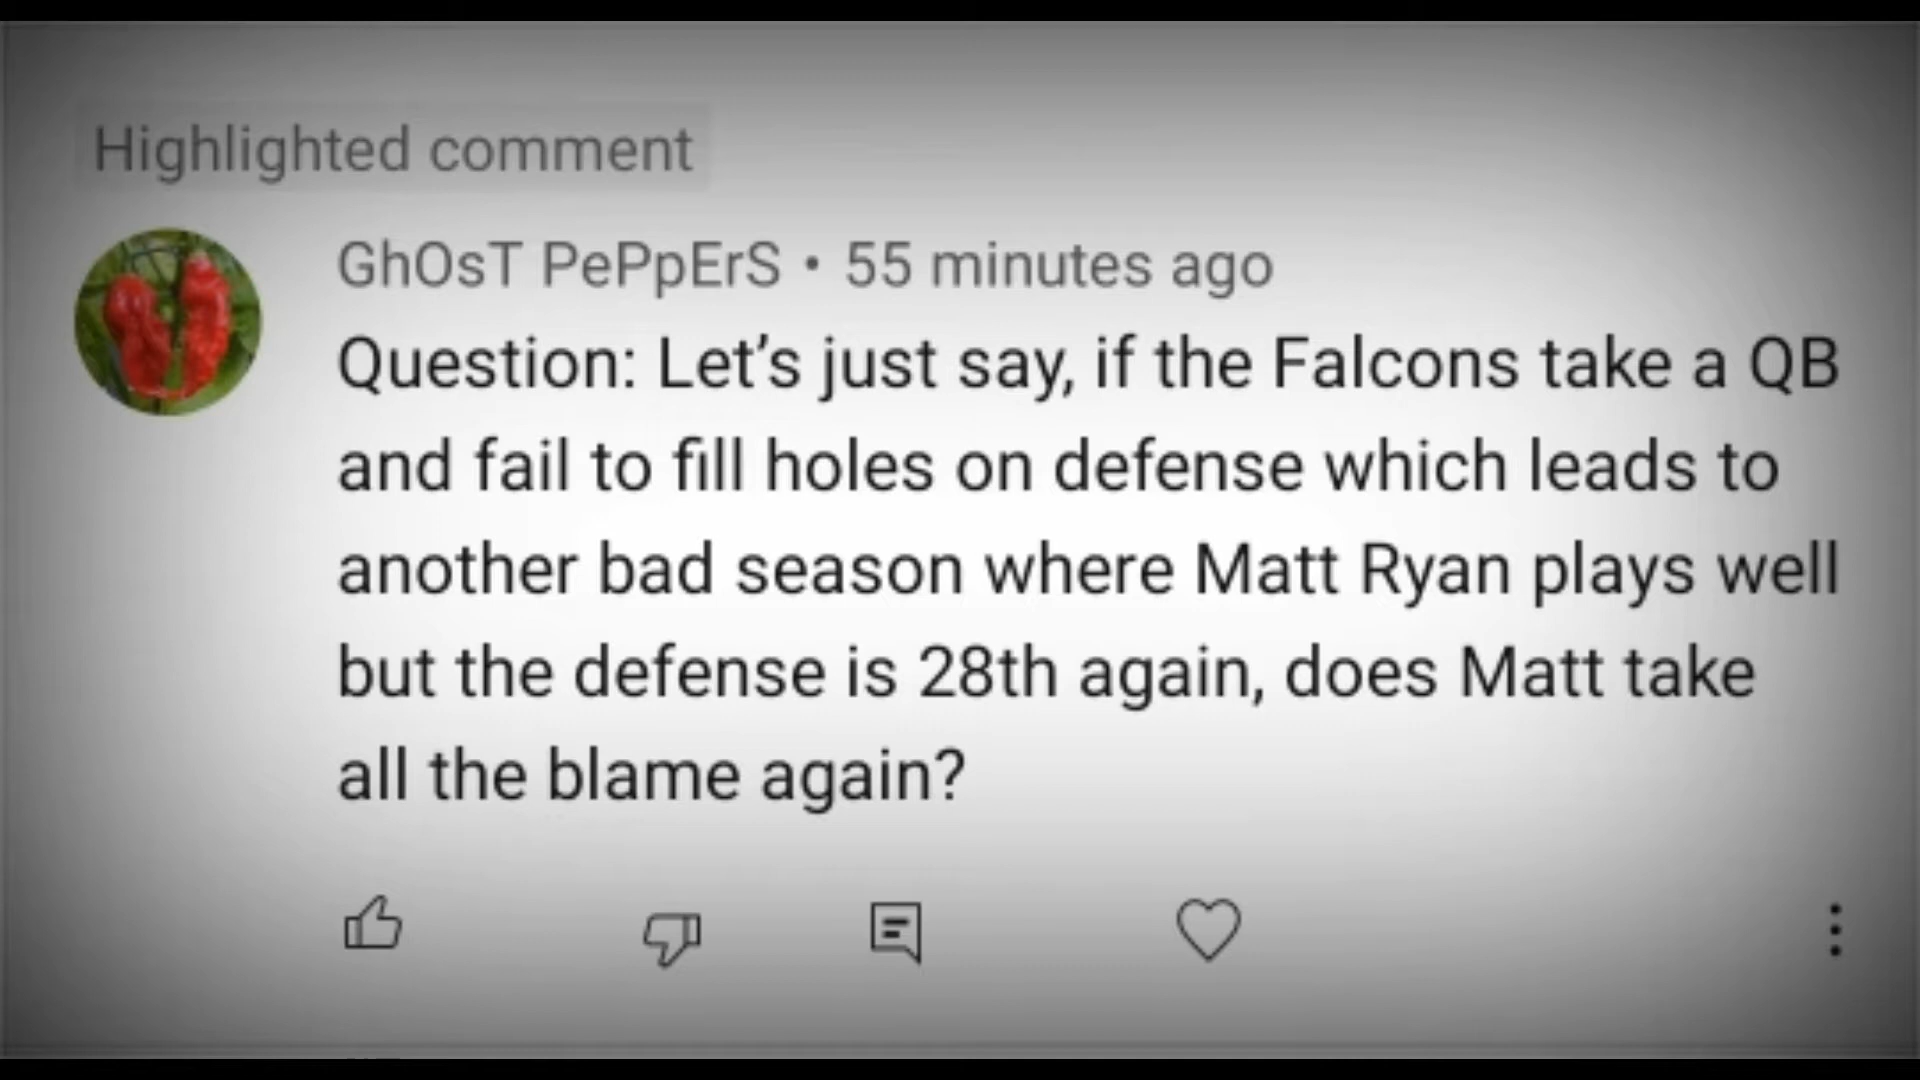 Highlighted comment
GhOsT PePpErS • 55 minutes ago
Question: Let’s just say, if the Falcons take a QB
and fail to fill holes on defense which leads to
another bad season where Matt Ryan plays well
but the defense is 28th again, does Matt take
all the blame again?